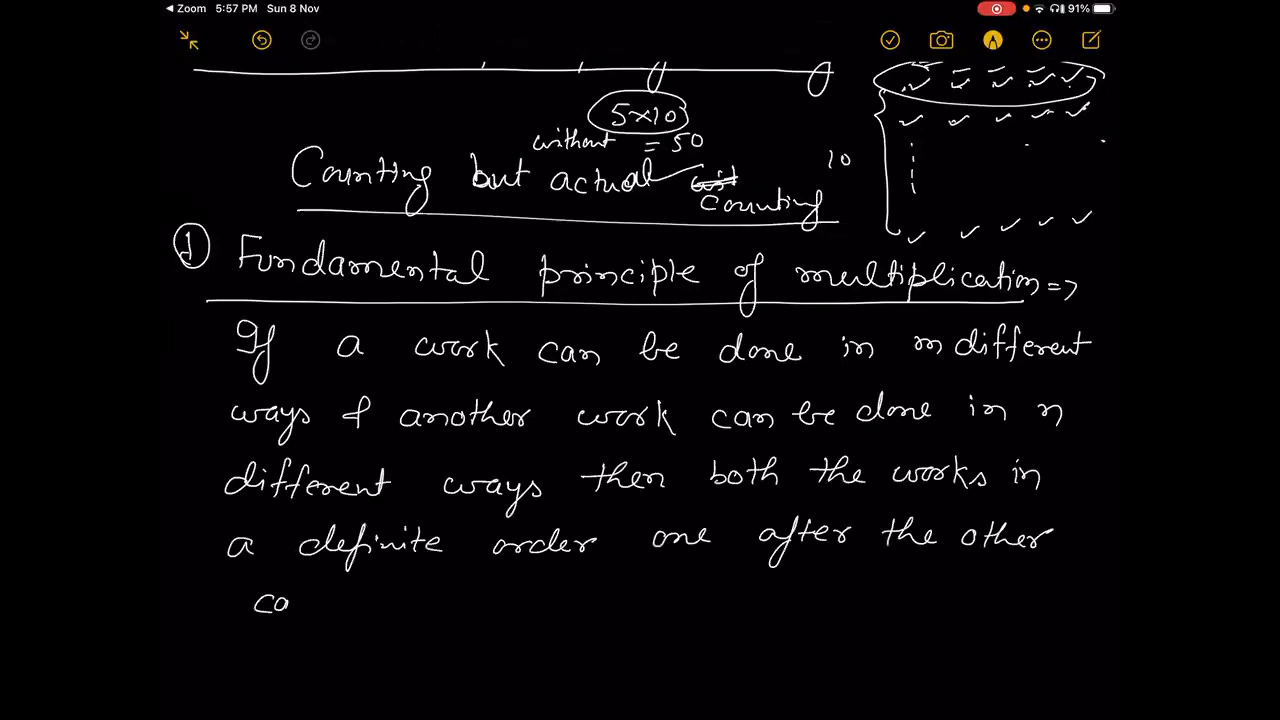 Zoom 5:57 PM Sun 8 Nov 91%
5×10
without = 50
Counting but actual 10
counting
① Fundamental principle of multiplication =>
If a work can be done in m different
ways & another work can be done in n
different ways then both the works in
a definite order one after the other
ca